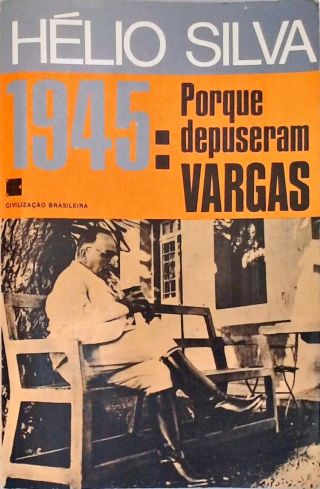 HÉLIO SILVA
1945:
Porque
depuseram
VARGAS
CIVILIZAÇÃO BRASILEIRA